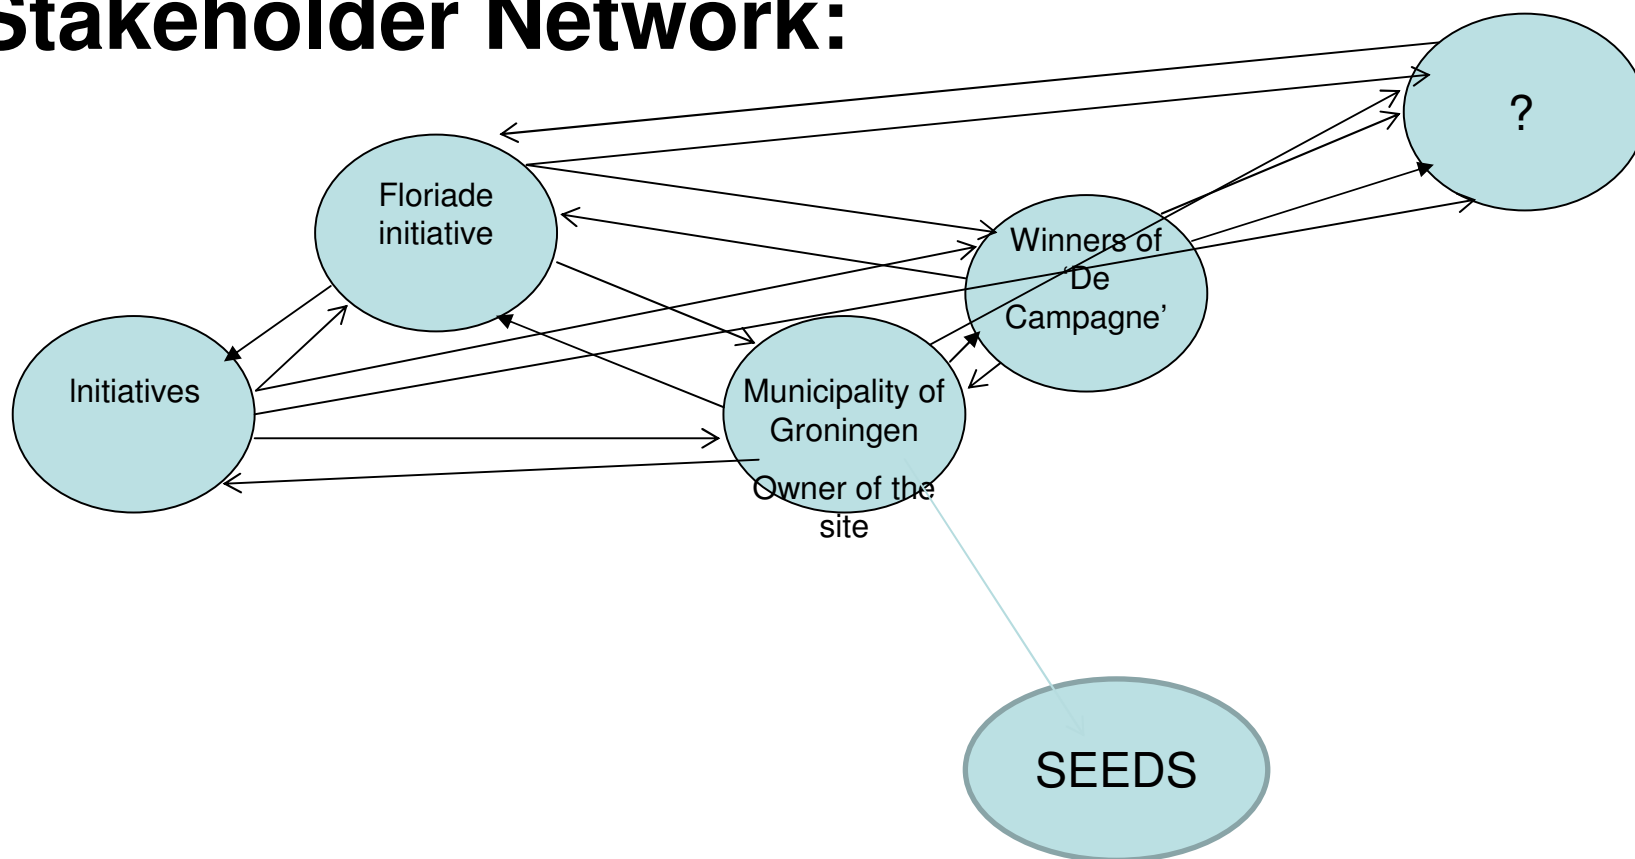 Stakeholder Network:
?
Floriade
initiative
Winners of
‘De
Campagne’
Initiatives
Municipality of
Groningen
Owner of the
site
SEEDS